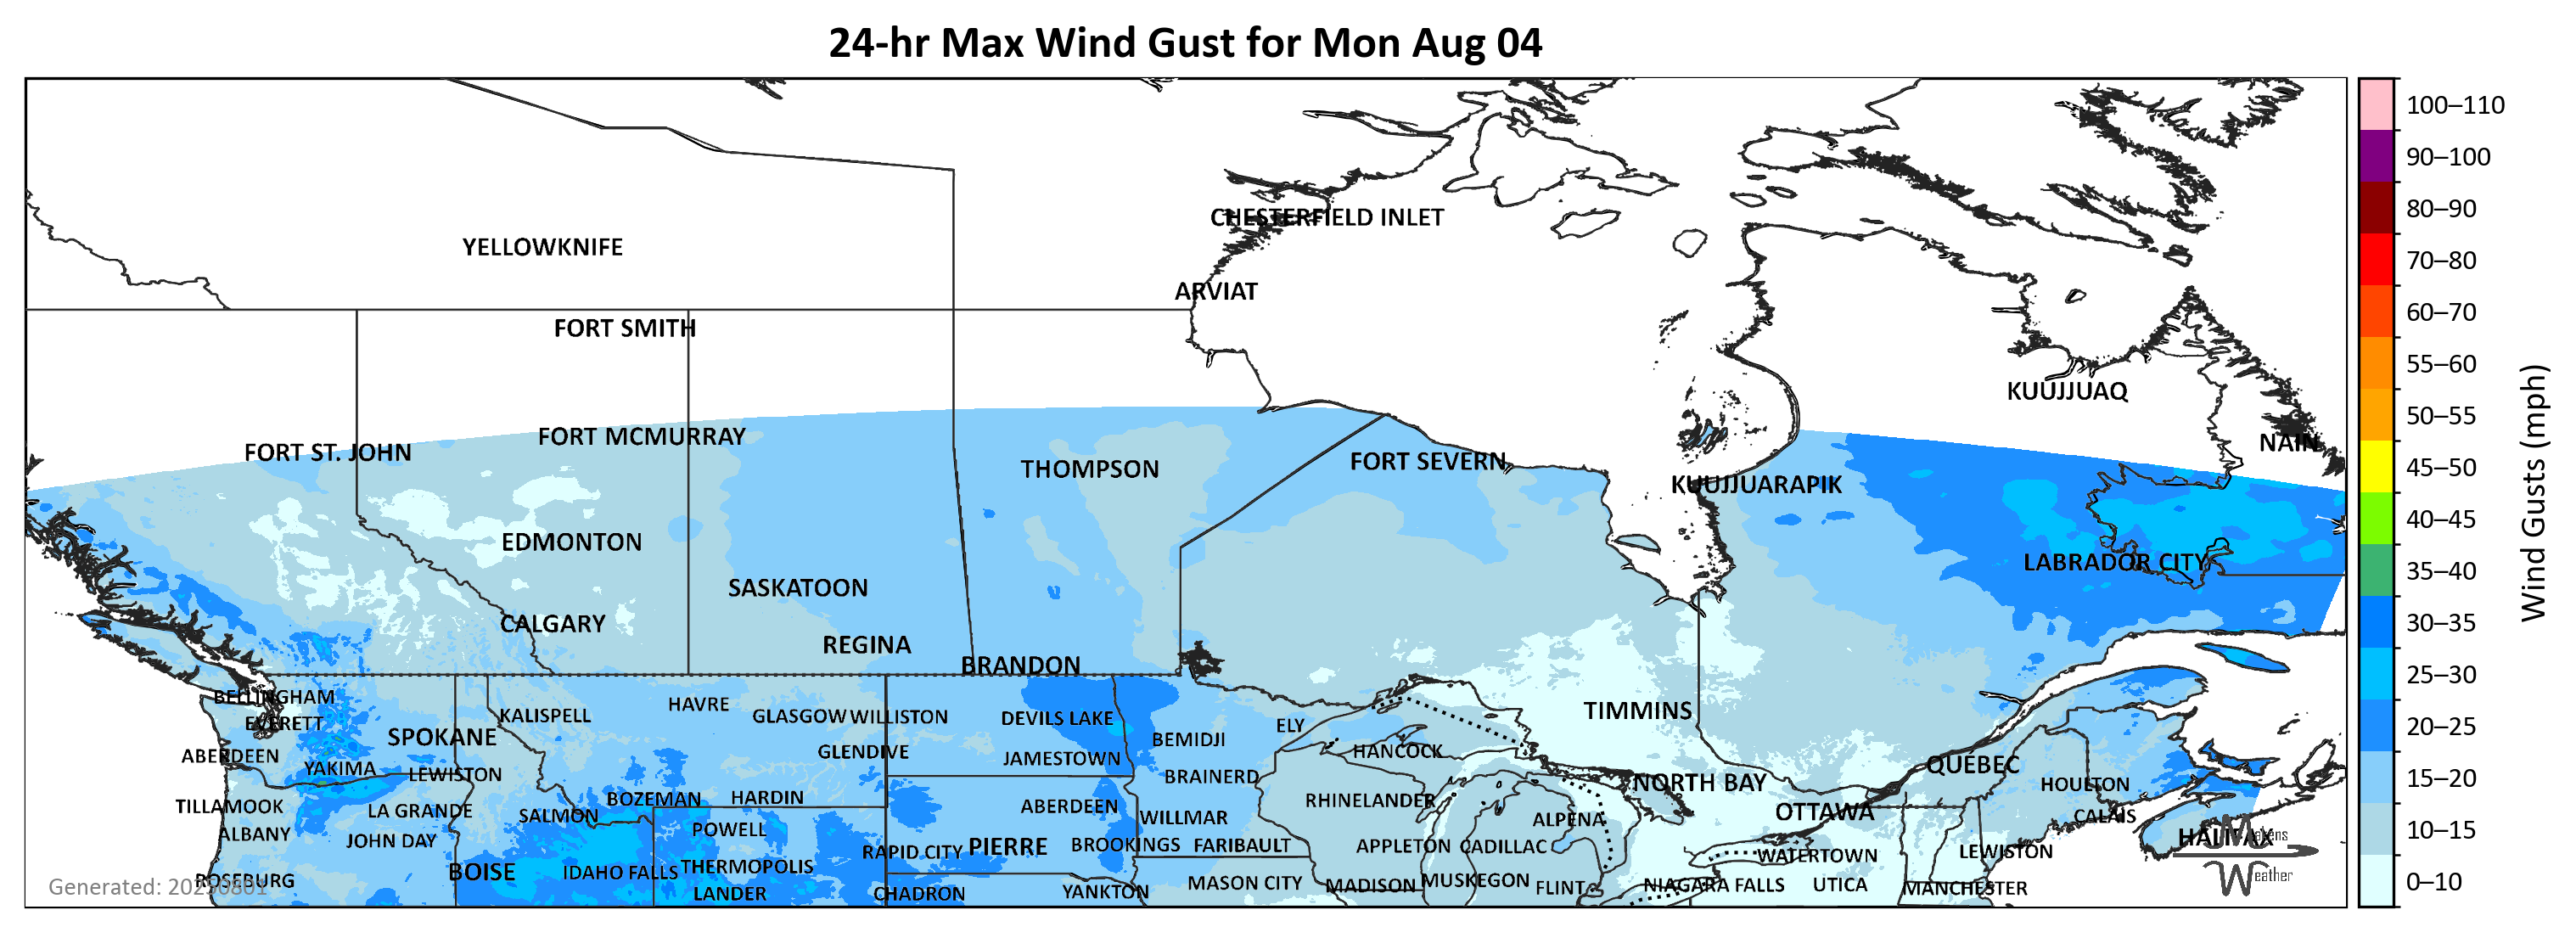 24-hr Max Wind Gust for Mon Aug 04
100–110
90–100
80–90
70–80
60–70
55–60
50–55
45–50
40–45
35–40
30–35
25–30
20–25
15–20
10–15
0–10
Wind Gusts (mph)
CHESTERFIELD INLET
YELLOWKNIFE
ARVIAT
FORT SMITH
KUUJJUAQ
FORT MCMURRAY
NAIN
FORT ST. JOHN
FORT SEVERN
THOMPSON
KUUJJUARAPIK
EDMONTON
LABRADOR CITY
SASKATOON
CALGARY
REGINA
BRANDON
BELLINGHAM
HAVRE
TIMMINS
KALISPELL
GLASGOW
WILLISTON
DEVILS LAKE
EVERETT
ELY
SPOKANE
BEMIDJI
HANCOCK
GLENDIVE
ABERDEEN
JAMESTOWN
QUÉBEC
YAKIMA
LEWISTON
BRAINERD
NORTH BAY
HOULTON
BOZEMAN
HARDIN
RHINELANDER
TILLAMOOK
ABERDEEN
LA GRANDE
OTTAWA
SALMON
WILLMAR
CALAIS
ALPENA
POWELL
ALBANY
HALIFAX
JOHN DAY
PIERRE
BROOKINGS
FARIBAULT
APPLETON
CADILLAC
RAPID CITY
LEWISTON
WATERTOWN
THERMOPOLIS
BOISE
IDAHO FALLS
ROSEBURG
MASON CITY
MADISON
MUSKEGON
FLINT
NIAGARA FALLS
UTICA
MANCHESTER
LANDER
CHADRON
YANKTON
Generated: 20250801
Makens
Weather